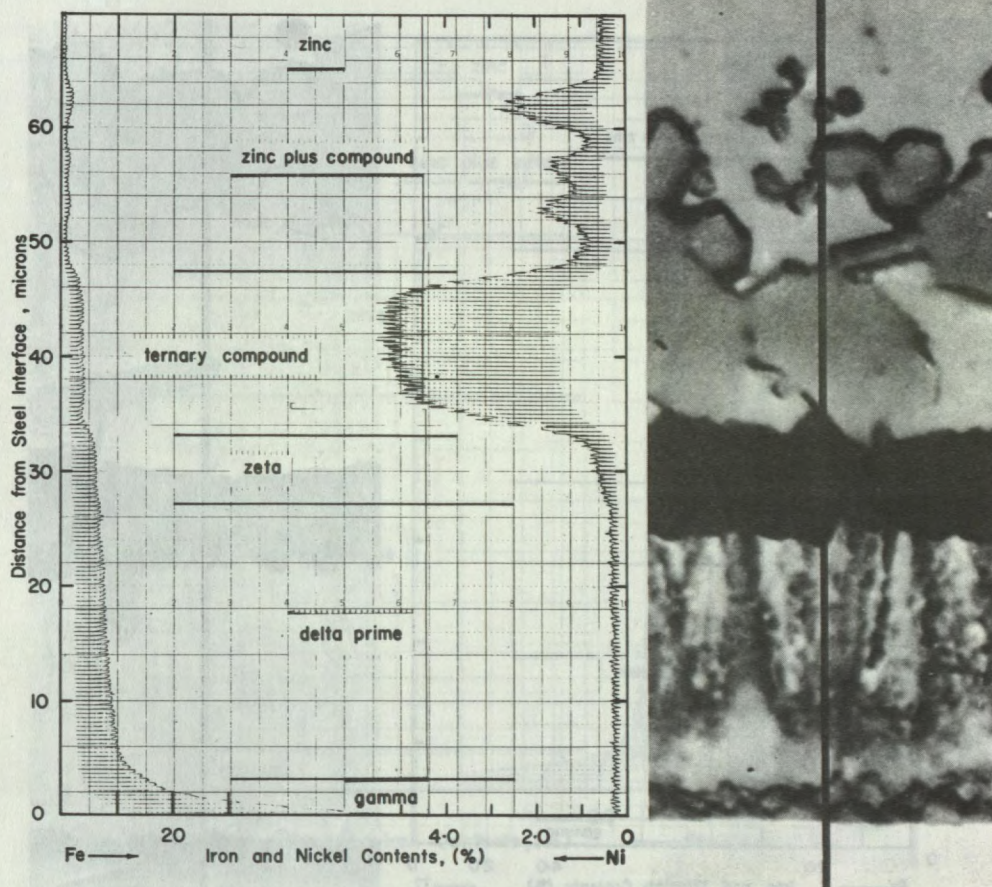 zinc
60
zinc plus compound
50
ternary compound
40
zeta
30
20
delta prime
10
gamma
0
20
4·0
2·0
0
Fe
Iron and Nickel Contents, (%)
Ni
Distance from Steel Interface , microns